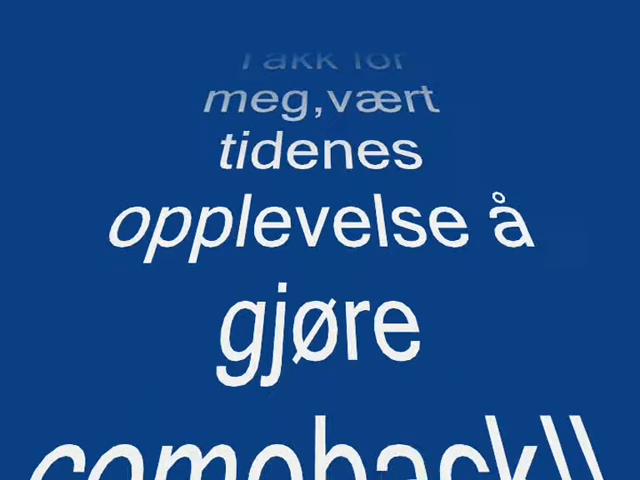 Takk for
meg,vært
tidenes
opplevelse å
gjøre
comeback\\